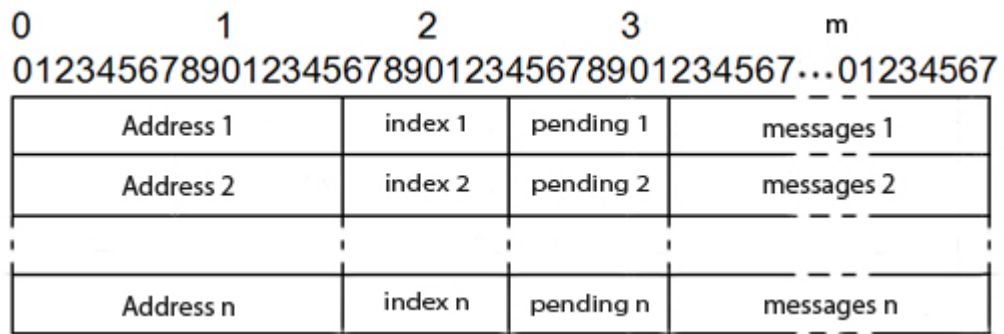 0 1 2 3 m
01234567890123456789012345678901234567...01234567
Address 1 index 1 pending 1 messages 1
Address 2 index 2 pending 2 messages 2
Address n index n pending n messages n